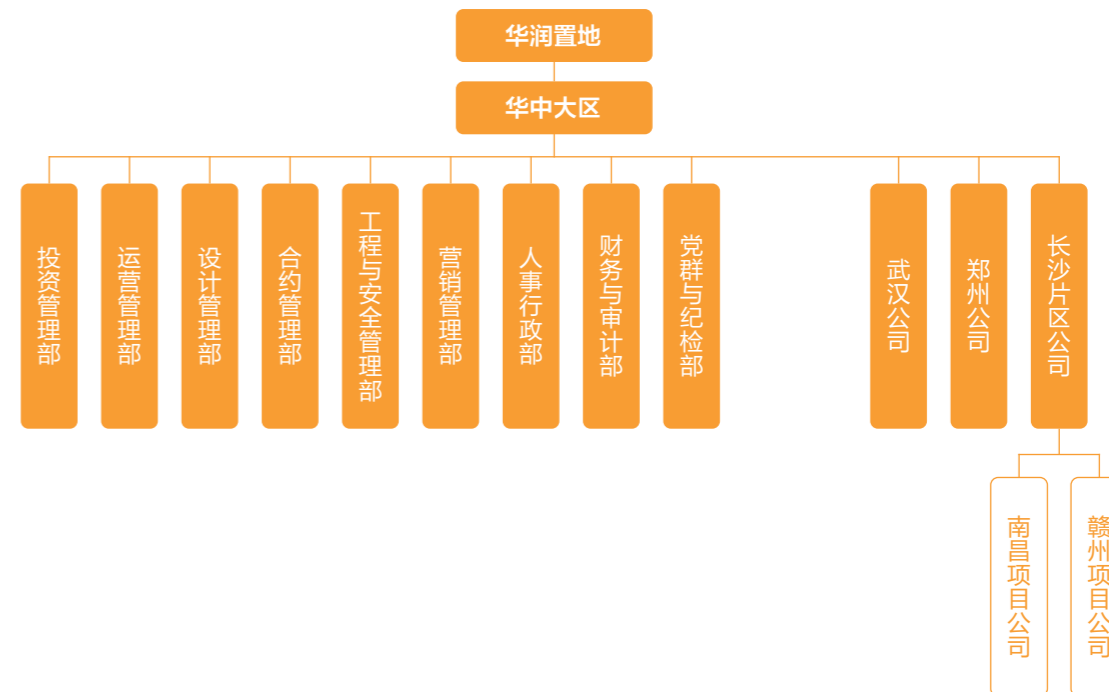 华润置地
华中大区
投资管理部
运营管理部
设计管理部
合约管理部
工程与安全管理部
营销管理部
人事行政部
财务与审计部
党群与纪检部
武汉公司
郑州公司
长沙片区公司
南昌项目公司
赣州项目公司